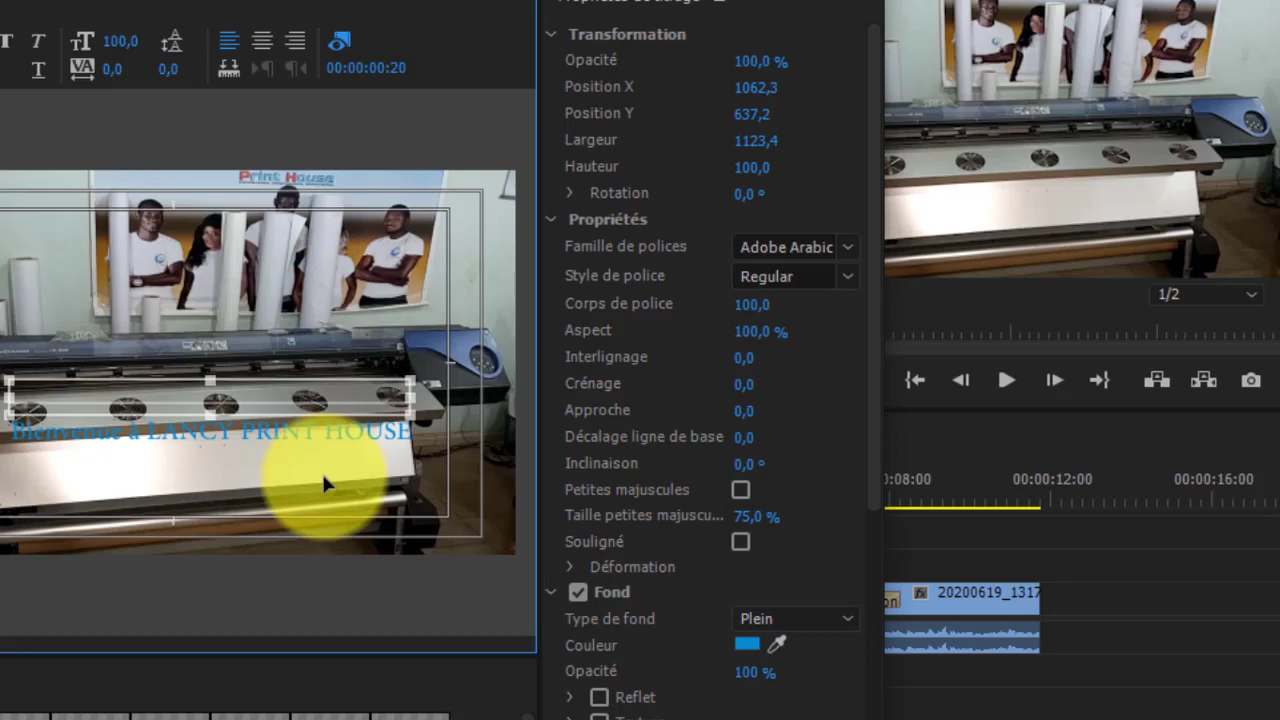 100,0
0,0
0,0
00:00:00:20
Print House
Bienvenue à LANCY PRINT HOUSE
Transformation
Opacité 100,0 %
Position X 1062,3
Position Y 637,2
Largeur 1123,4
Hauteur 100,0
Rotation 0,0 °
Propriétés
Famille de polices Adobe Arabic
Style de police Regular
Corps de police 100,0
Aspect 100,0 %
Interlignage 0,0
Crénage 0,0
Approche 0,0
Décalage ligne de base 0,0
Inclinaison 0,0 °
Petites majuscules
Taille petites majuscu... 75,0 %
Souligné
Déformation
Fond
Type de fond Plein
Couleur
Opacité 100 %
Reflet
1/2
0:08:00 00:00:12:00 00:00:16:00
on fx 20200619_1317